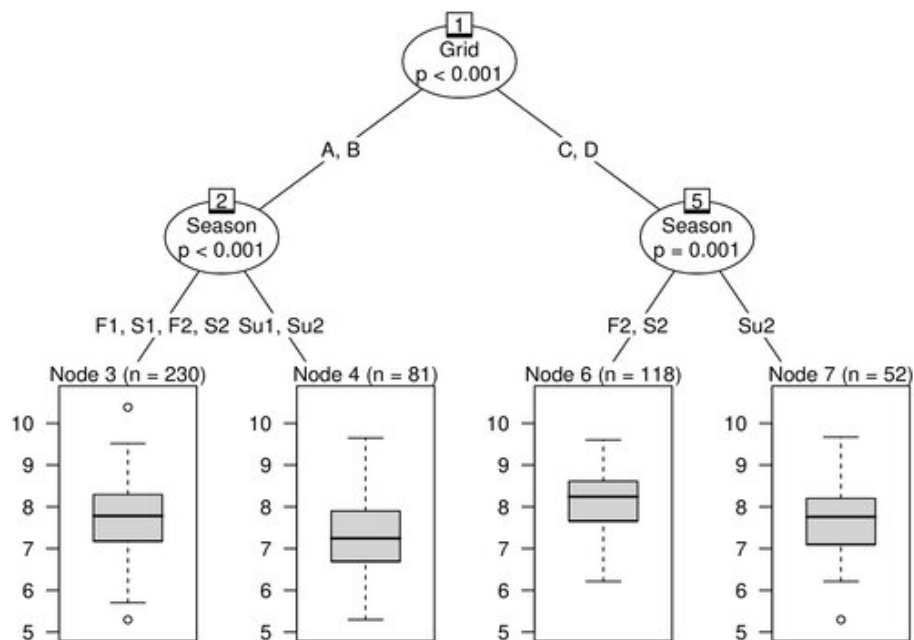 1
Grid
p < 0.001
A, B
C, D
2
Season
p < 0.001
5
Season
p = 0.001
F1, S1, F2, S2
Su1, Su2
F2, S2
Su2
Node 3 (n = 230)
10
9
8
7
6
5
Node 4 (n = 81)
10
9
8
7
6
5
Node 6 (n = 118)
10
9
8
7
6
5
Node 7 (n = 52)
10
9
8
7
6
5